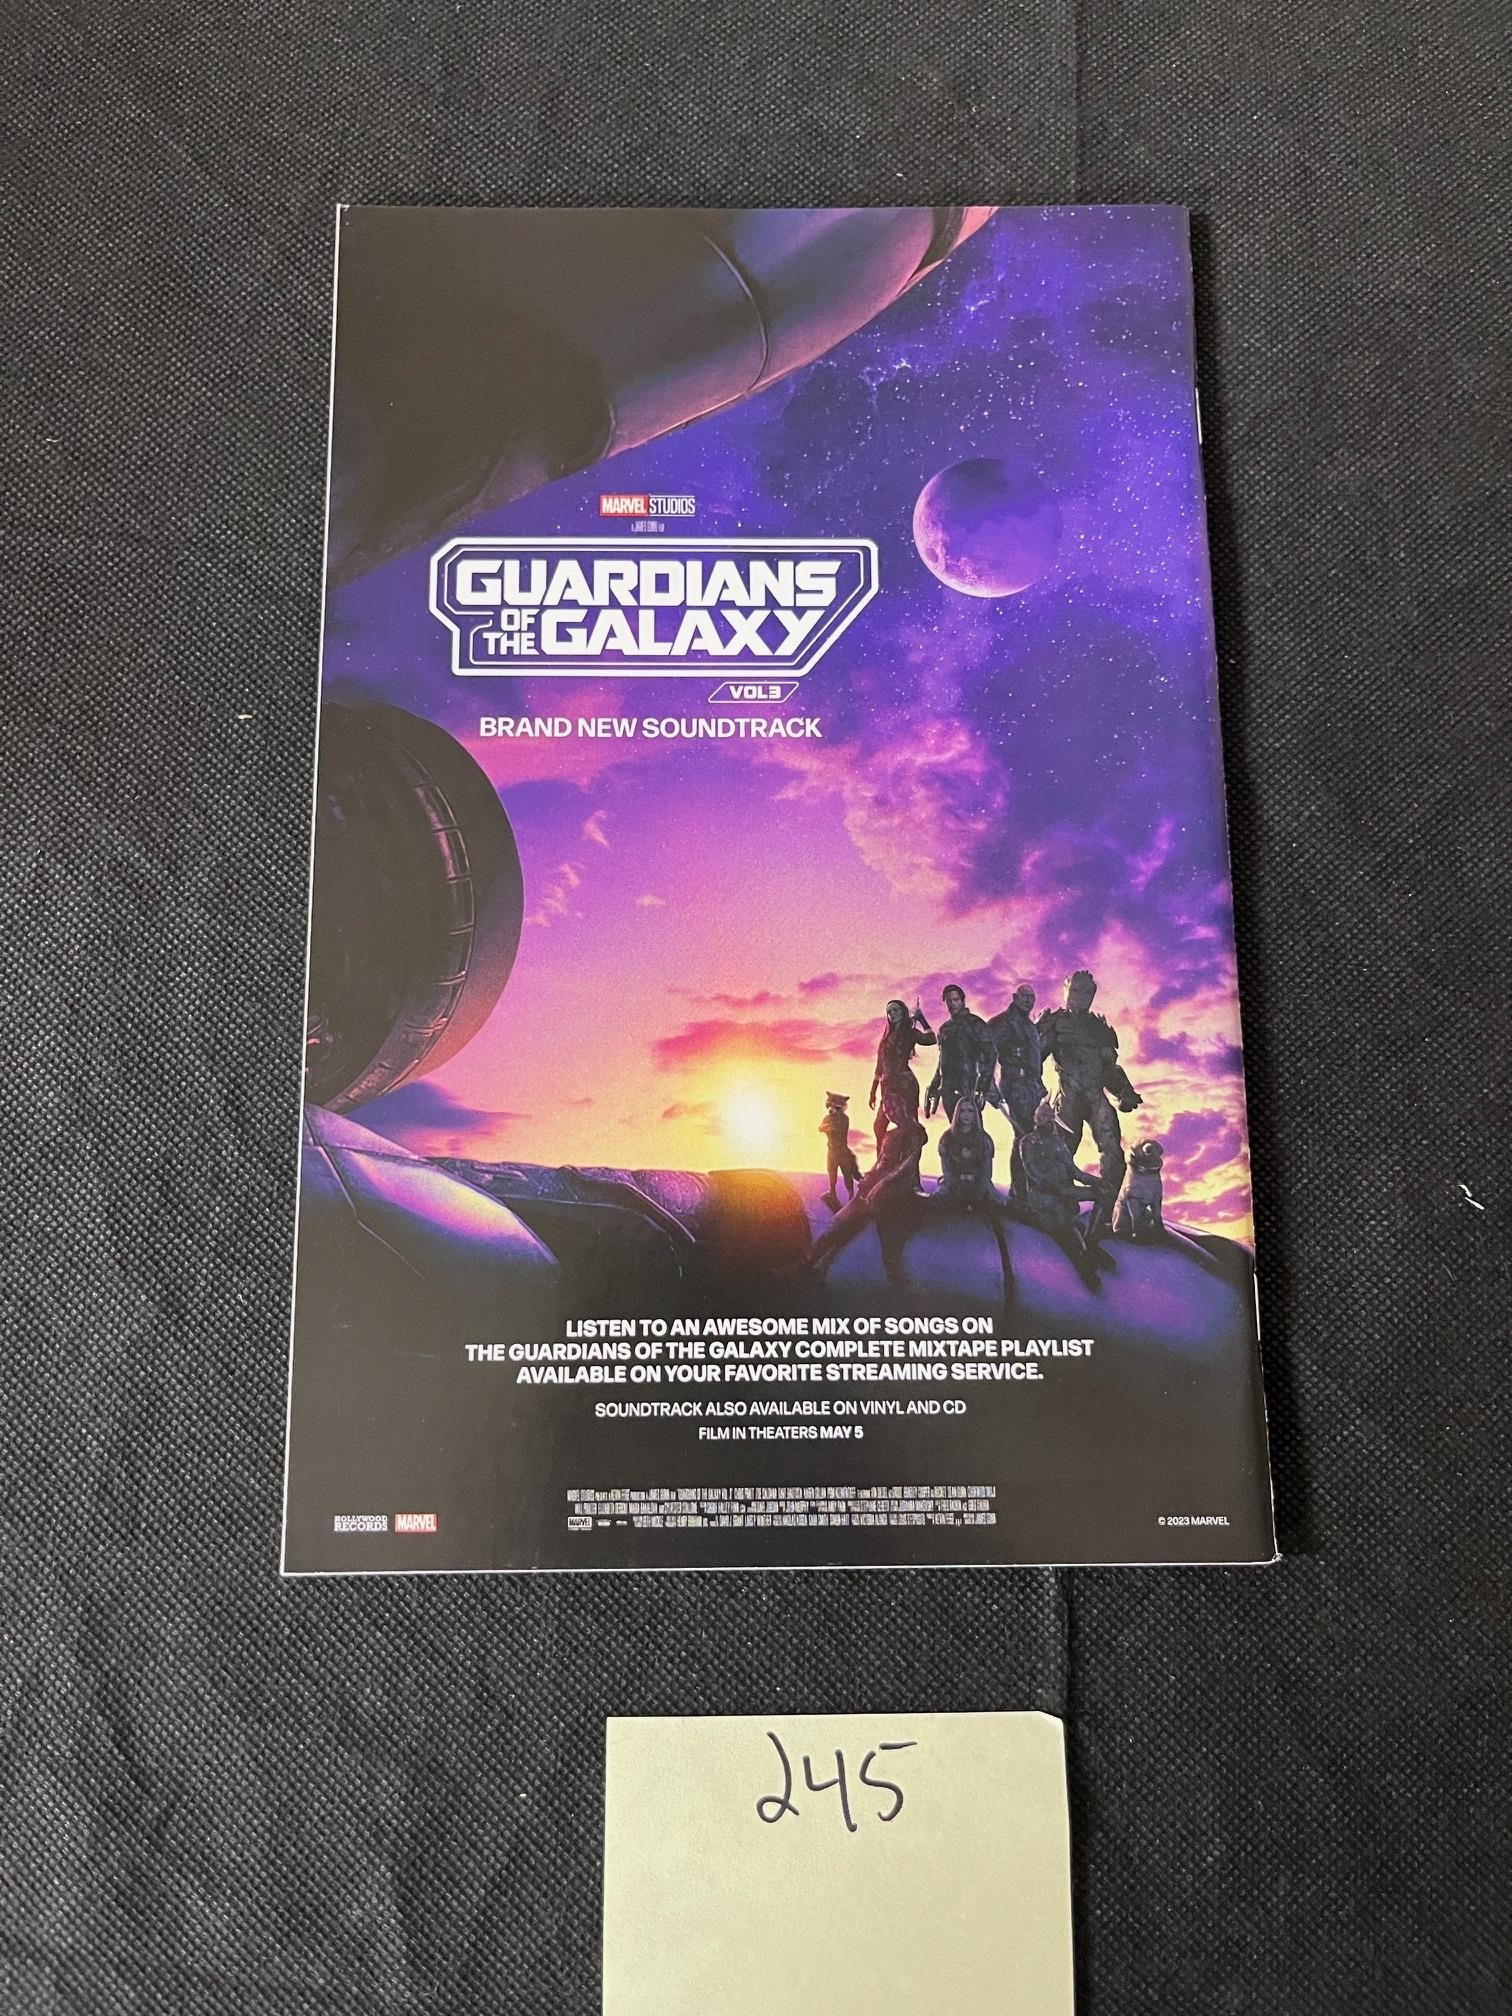 MARVEL STUDIOS
GUARDIANS
OF THE GALAXY
VOL3
BRAND NEW SOUNDTRACK
LISTEN TO AN AWESOME MIX OF SONGS ON
THE GUARDIANS OF THE GALAXY COMPLETE MIXTAPE PLAYLIST
AVAILABLE ON YOUR FAVORITE STREAMING SERVICE.
SOUNDTRACK ALSO AVAILABLE ON VINYL AND CD
FILM IN THEATERS MAY 5
HOLLYWOOD RECORDS MARVEL
© 2023 MARVEL
245